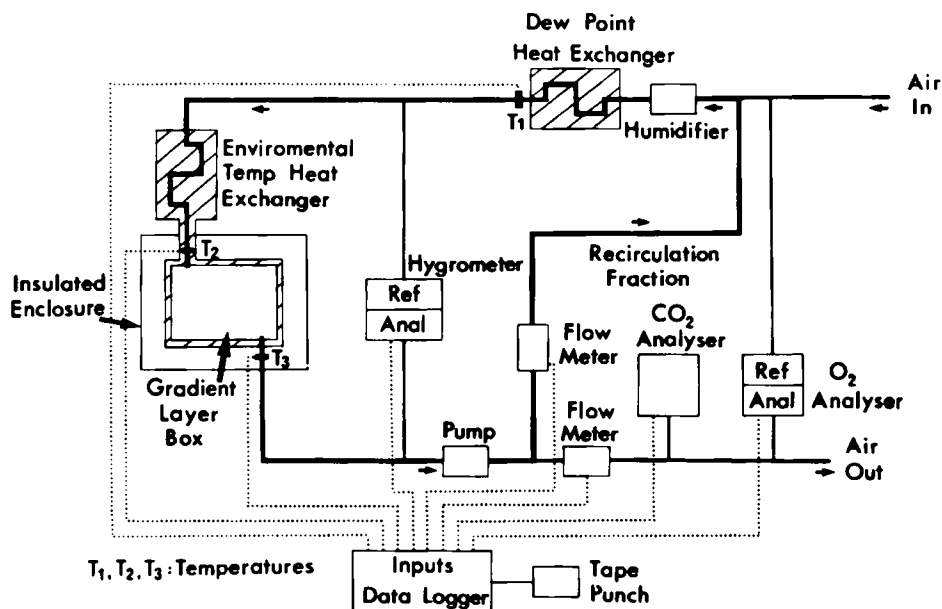 Dew Point
Heat Exchanger
Air
In
T1
Humidifier
Enviromental
Temp Heat
Exchanger
T2
Recirculation
Fraction
Hygrometer
Insulated
Enclosure
Ref
Anal
CO2
Analyser
Flow
Meter
Ref
Anal
O2
Analyser
T3
Gradient
Layer
Box
Pump
Flow
Meter
Air
Out
T1, T2, T3 : Temperatures
Inputs
Data Logger
Tape
Punch